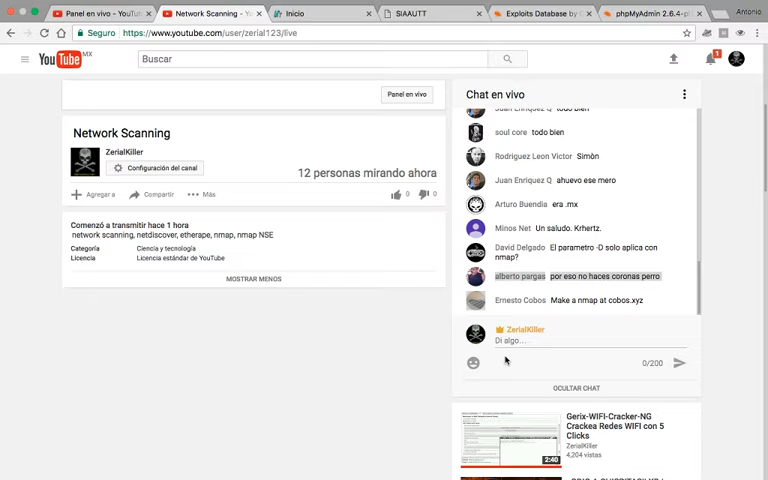 Panel en vivo - YouTu
Network Scanning - Yo
Inicio
SIAAUTT
Exploits Database by O
phpMyAdmin 2.6.4-pl
Antonio
Seguro https://www.youtube.com/user/zerial123/live
YouTube MX
Buscar
1
Panel en vivo
Network Scanning
ZerialKiller
Configuración del canal
12 personas mirando ahora
Agregar a Compartir Más
0 0
Comenzó a transmitir hace 1 hora
network scanning, netdiscover, etherape, nmap, nmap NSE
Categoría Ciencia y tecnología
Licencia Licencia estándar de YouTube
MOSTRAR MENOS
Chat en vivo
Juan Enriquez Q todo bien
soul core todo bien
Rodriguez Leon Victor Simòn
Juan Enriquez Q ahuevo ese mero
Arturo Buendia era .mx
Minos Net Un saludo. Krhertz.
David Delgado El parametro -D solo aplica con
nmap?
alberto pargas por eso no haces coronas perro
Ernesto Cobos Make a nmap at cobos.xyz
ZerialKiller
Di algo...
0/200
OCULTAR CHAT
Gerix-WIFI-Cracker-NG
Crackea Redes WIFI con 5
Clicks
ZerialKiller
4,204 vistas
2:40